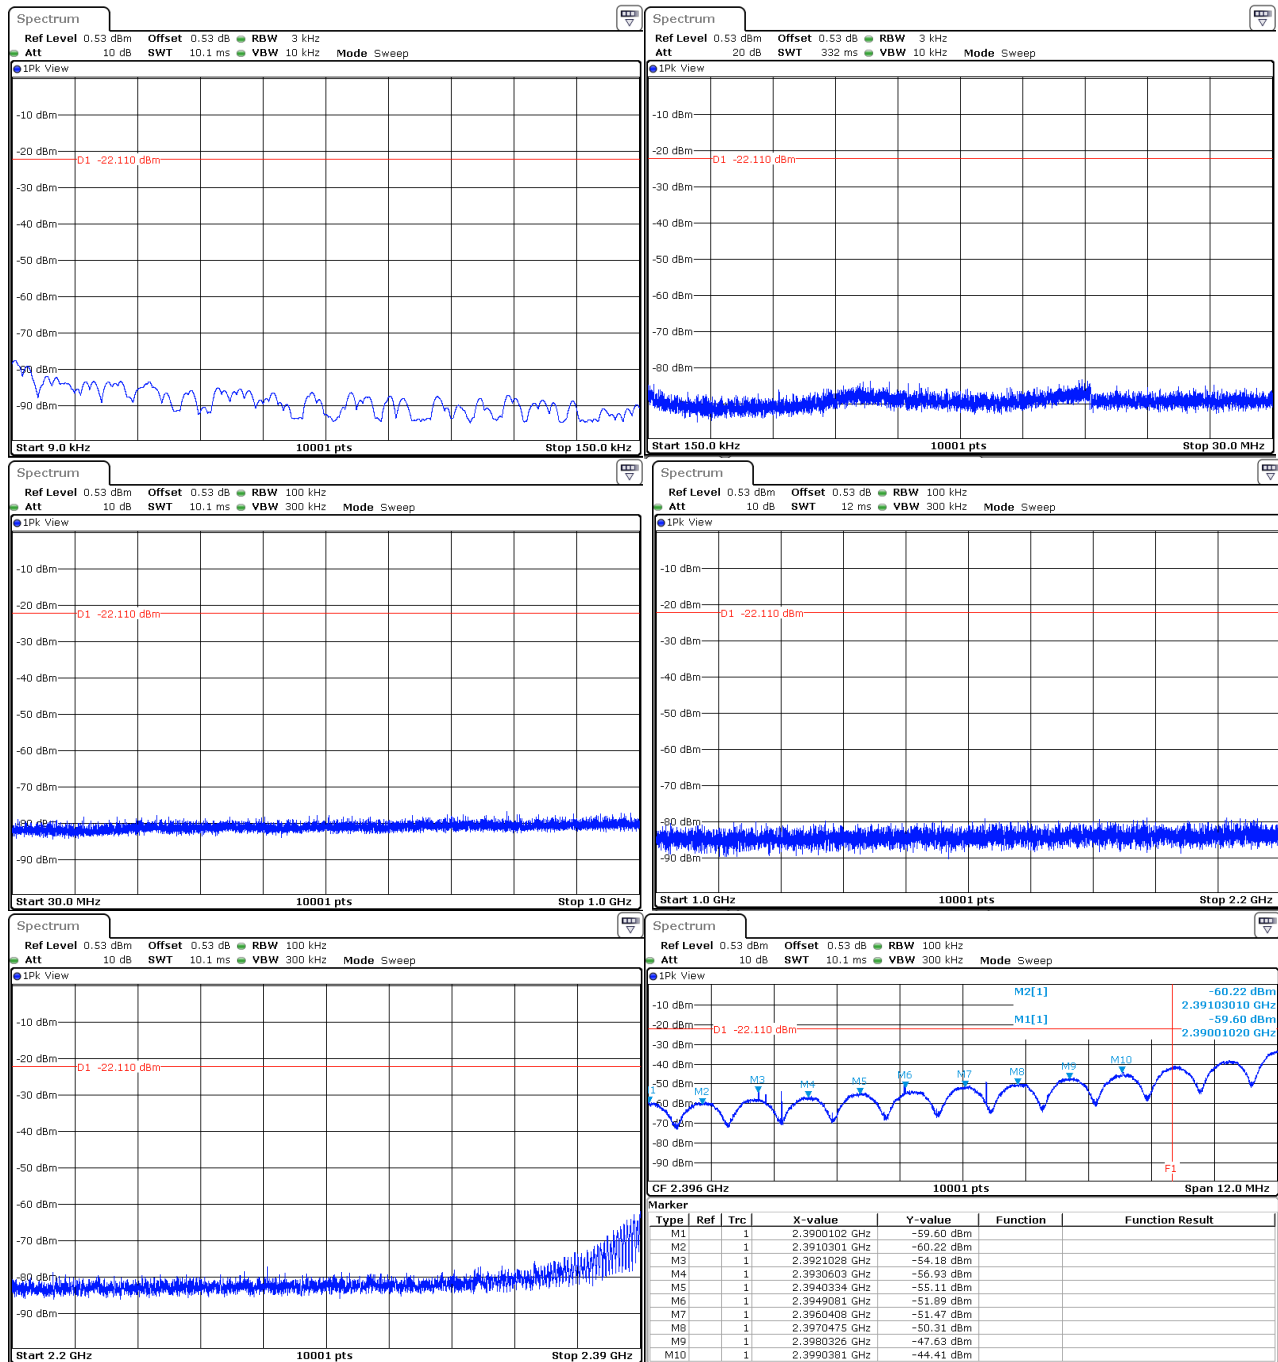 Spectrum
Ref Level 0.53 dBm Offset 0.53 dB RBW 3 kHz
Att 10 dB SWT 10.1 ms VBW 10 kHz Mode Sweep
1Pk View
-10 dBm
-20 dBm
D1 -22.110 dBm
-30 dBm
-40 dBm
-50 dBm
-60 dBm
-70 dBm
-80 dBm
-90 dBm
Start 9.0 kHz 10001 pts Stop 150.0 kHz
Spectrum
Ref Level 0.53 dBm Offset 0.53 dB RBW 3 kHz
Att 20 dB SWT 332 ms VBW 10 kHz Mode Sweep
1Pk View
-10 dBm
-20 dBm
D1 -22.110 dBm
-30 dBm
-40 dBm
-50 dBm
-60 dBm
-70 dBm
-80 dBm
Start 150.0 kHz 10001 pts Stop 30.0 MHz
Spectrum
Ref Level 0.53 dBm Offset 0.53 dB RBW 100 kHz
Att 10 dB SWT 10.1 ms VBW 300 kHz Mode Sweep
1Pk View
-10 dBm
-20 dBm
D1 -22.110 dBm
-30 dBm
-40 dBm
-50 dBm
-60 dBm
-70 dBm
-80 dBm
-90 dBm
Start 30.0 MHz 10001 pts Stop 1.0 GHz
Spectrum
Ref Level 0.53 dBm Offset 0.53 dB RBW 100 kHz
Att 10 dB SWT 12 ms VBW 300 kHz Mode Sweep
1Pk View
-10 dBm
-20 dBm
D1 -22.110 dBm
-30 dBm
-40 dBm
-50 dBm
-60 dBm
-70 dBm
-80 dBm
-90 dBm
Start 1.0 GHz 10001 pts Stop 2.2 GHz
Spectrum
Ref Level 0.53 dBm Offset 0.53 dB RBW 100 kHz
Att 10 dB SWT 10.1 ms VBW 300 kHz Mode Sweep
1Pk View
-10 dBm
-20 dBm
D1 -22.110 dBm
-30 dBm
-40 dBm
-50 dBm
-60 dBm
-70 dBm
-80 dBm
-90 dBm
Start 2.2 GHz 10001 pts Stop 2.39 GHz
Spectrum
Ref Level 0.53 dBm Offset 0.53 dB RBW 100 kHz
Att 10 dB SWT 10.1 ms VBW 300 kHz Mode Sweep
1Pk View
M2[1] -60.22 dBm
2.39103010 GHz
-10 dBm
M1[1] -59.60 dBm
2.39001020 GHz
-20 dBm
D1 -22.110 dBm
-30 dBm
-40 dBm
-50 dBm
-60 dBm
-70 dBm
-80 dBm
-90 dBm
1 M2 M3 M4 M5 M6 M7 M8 M9 M10
F1
CF 2.396 GHz 10001 pts Span 12.0 MHz
Marker
Type Ref Trc X-value Y-value Function Function Result
M1 1 2.3900102 GHz -59.60 dBm
M2 1 2.3910301 GHz -60.22 dBm
M3 1 2.3921028 GHz -54.18 dBm
M4 1 2.3930603 GHz -56.93 dBm
M5 1 2.3940334 GHz -55.11 dBm
M6 1 2.3949081 GHz -51.89 dBm
M7 1 2.3960408 GHz -51.47 dBm
M8 1 2.3970475 GHz -50.31 dBm
M9 1 2.3980326 GHz -47.63 dBm
M10 1 2.3990381 GHz -44.41 dBm